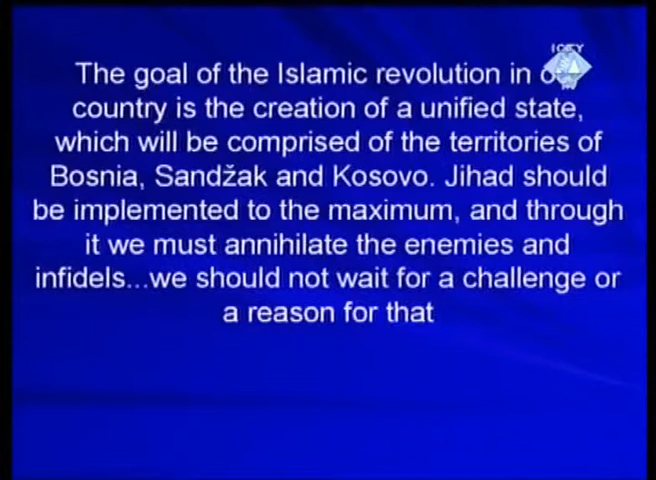 ICTY
The goal of the Islamic revolution in
country is the creation of a unified state,
which will be comprised of the territories of
Bosnia, Sandžak and Kosovo. Jihad should
be implemented to the maximum, and through
it we must annihilate the enemies and
infidels...we should not wait for a challenge or
a reason for that